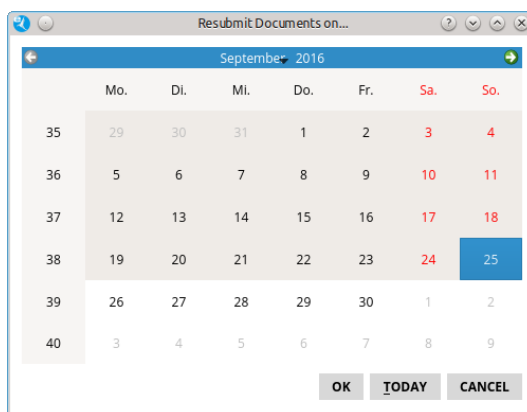 Resubmit Documents on...
September 2016
Mo. Di. Mi. Do. Fr. Sa. So.
35 29 30 31 1 2 3 4
36 5 6 7 8 9 10 11
37 12 13 14 15 16 17 18
38 19 20 21 22 23 24 25
39 26 27 28 29 30 1 2
40 3 4 5 6 7 8 9
OK TODAY CANCEL